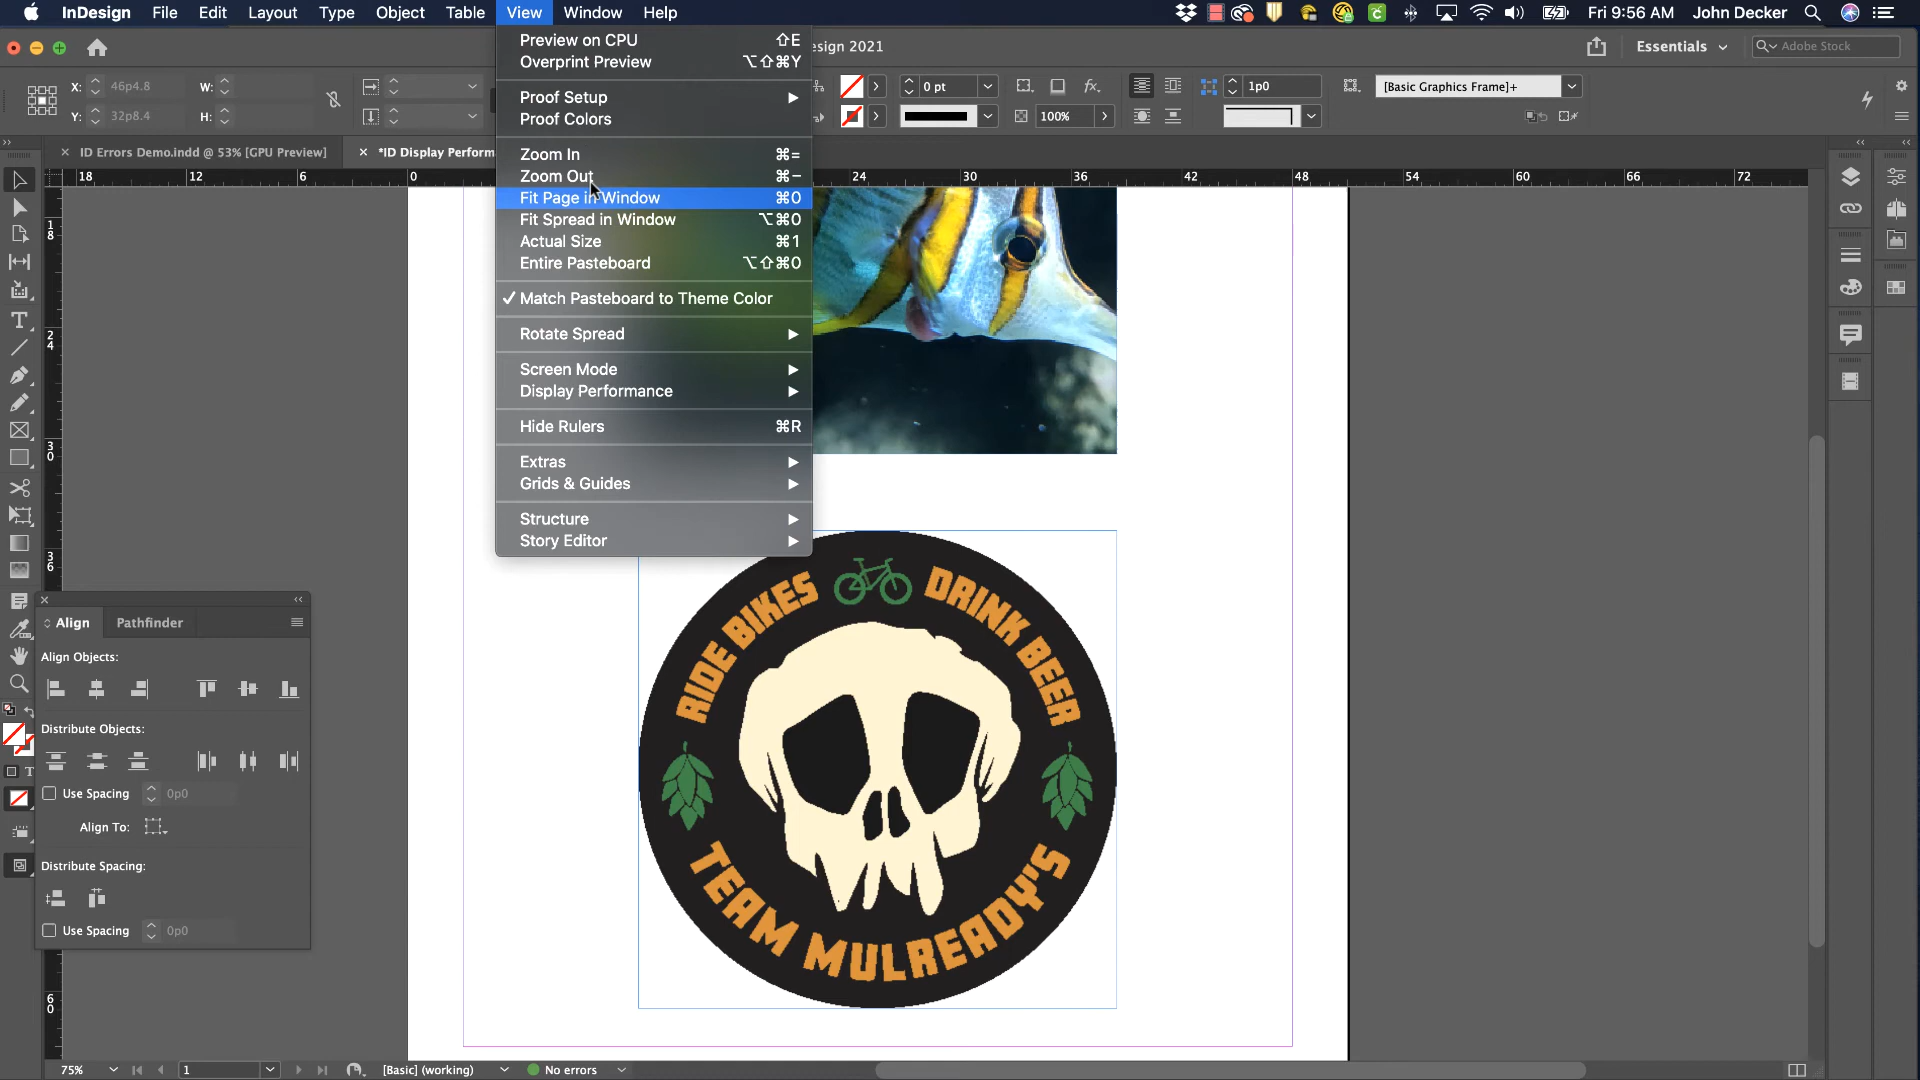 InDesign File Edit Layout Type Object Table View Window Help Fri 9:56 AM John Decker
esign 2021 Essentials Adobe Stock
X: 46p4.8 W: 0 pt 1p0 [Basic Graphics Frame]+
Y: 32p8.4 H: 100%
ID Errors Demo.indd @ 53% [GPU Preview] *ID Display Perform
18 12 6 0 24 30 36 42 48 54 60 66 72
Preview on CPU ⇧E
Overprint Preview ⌥⇧⌘Y
Proof Setup
Proof Colors
Zoom In ⌘=
Zoom Out ⌘−
Fit Page in Window ⌘0
Fit Spread in Window ⌥⌘0
Actual Size ⌘1
Entire Pasteboard ⌥⇧⌘0
✓ Match Pasteboard to Theme Color
Rotate Spread
Screen Mode
Display Performance
Hide Rulers ⌘R
Extras
Grids & Guides
Structure
Story Editor
18
24
30
36
60
RIDE BIKES DRINK BEER
TEAM MULREADY'S
Align Pathfinder
Align Objects:
Distribute Objects:
Use Spacing 0p0
Align To:
Distribute Spacing:
Use Spacing 0p0
75% 1 [Basic] (working) No errors